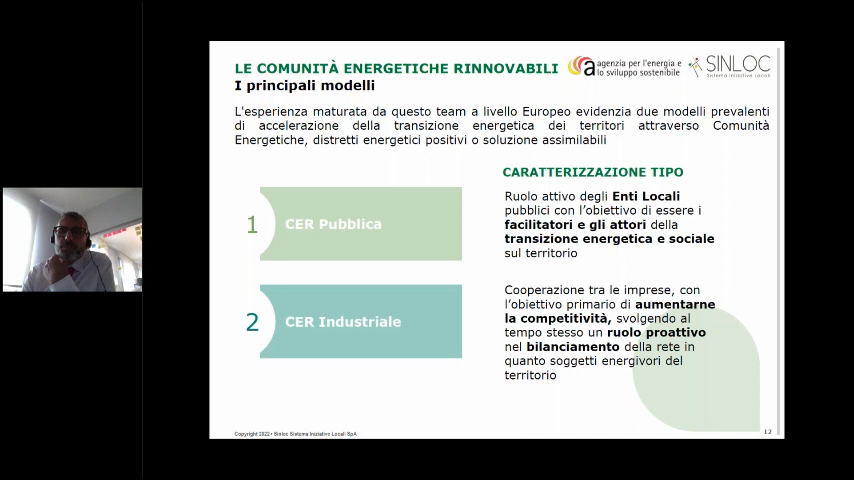 LE COMUNITÀ ENERGETICHE RINNOVABILI
I principali modelli
agenzia per l'energia e
lo sviluppo sostenibile
SINLOC
Sistema Iniziative Locali
L'esperienza maturata da questo team a livello Europeo evidenzia due modelli prevalenti
di accelerazione della transizione energetica dei territori attraverso Comunità
Energetiche, distretti energetici positivi o soluzione assimilabili
CARATTERIZZAZIONE TIPO
1
CER Pubblica
Ruolo attivo degli Enti Locali
pubblici con l'obiettivo di essere i
facilitatori e gli attori della
transizione energetica e sociale
sul territorio
2
CER Industriale
Cooperazione tra le imprese, con
l'obiettivo primario di aumentarne
la competitività, svolgendo al
tempo stesso un ruolo proattivo
nel bilanciamento della rete in
quanto soggetti energivori del
territorio
Copyright 2022 • Sinloc Sistema Iniziative Locali SpA
12